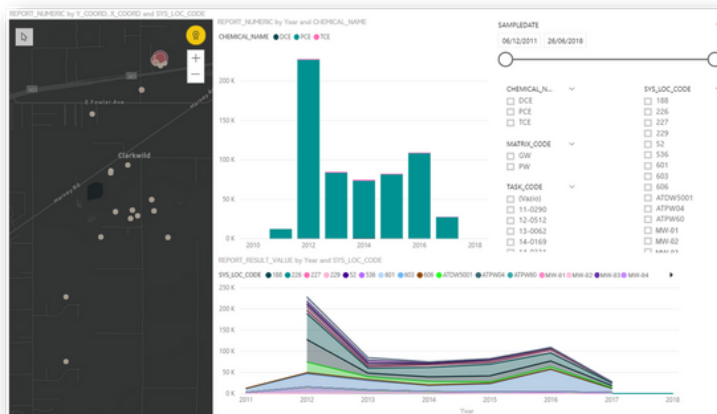 REPORT_NUMERIC by Y_COORD, X_COORD and SYS_LOC_CODE
E Fowler Ave
Clarkwild
Harney Rd
+
−
REPORT_NUMERIC by Year and CHEMICAL_NAME
CHEMICAL_NAME DCE PCE TCE
200 K
150 K
100 K
50 K
0 K
2010 2012 2014 2016 2018
SAMPLEDATE
06/12/2011 26/06/2018
CHEMICAL_N...
DCE
PCE
TCE
MATRIX_CODE
GW
PW
TASK_CODE
(Vazio)
11-0290
12-0512
13-0062
14-0169
SYS_LOC_CODE
188
226
227
229
52
536
601
603
606
ATDW5001
ATPW04
ATPW60
MW-01
MW-02
REPORT_RESULT_VALUE by Year and SYS_LOC_CODE
SYS_LOC_CODE 188 226 227 229 52 536 601 603 606 ATDW5001 ATPW04 ATPW60 MW-01 MW-02 MW-03 MW-04
250 K
200 K
150 K
100 K
50 K
0 K
2011 2012 2013 2014 2015 2016 2017 2018
Year